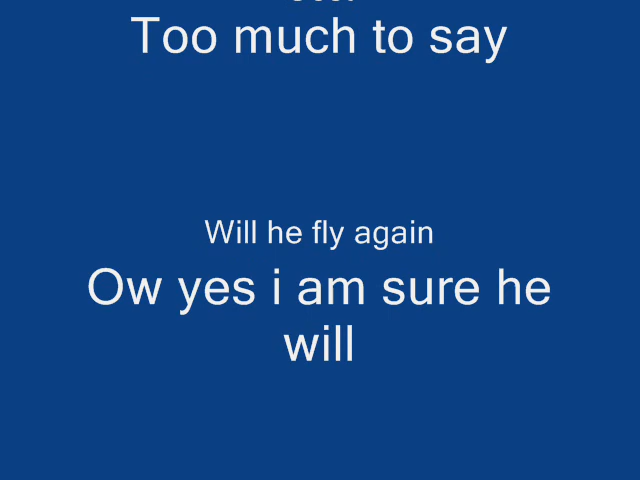 Too much to say
Will he fly again
Ow yes i am sure he
will